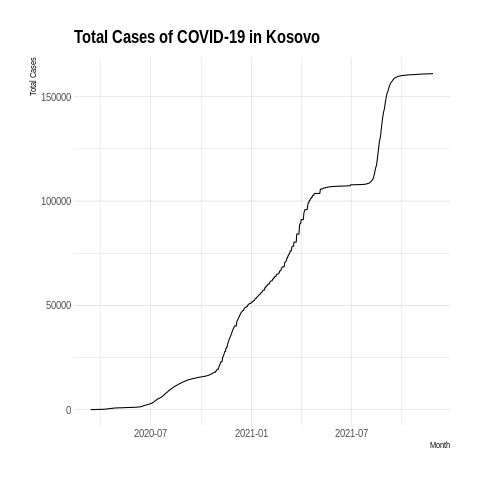 Total Cases of COVID-19 in Kosovo
Total Cases
150000
100000
50000
0
2020-07 2021-01 2021-07
Month